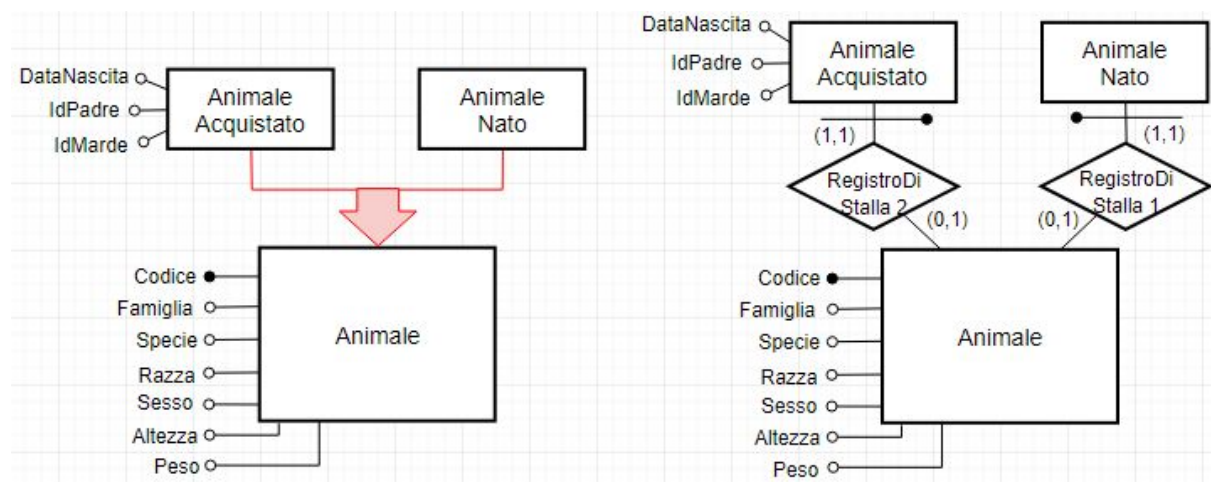 DataNascita
IdPadre
IdMarde
Animale
Acquistato
Animale
Nato
Codice
Famiglia
Specie
Razza
Sesso
Altezza
Peso
Animale
DataNascita
IdPadre
IdMarde
Animale
Acquistato
Animale
Nato
(1,1)
(1,1)
RegistroDi
Stalla 2
RegistroDi
Stalla 1
(0,1)
(0,1)
Codice
Famiglia
Specie
Razza
Sesso
Altezza
Peso
Animale